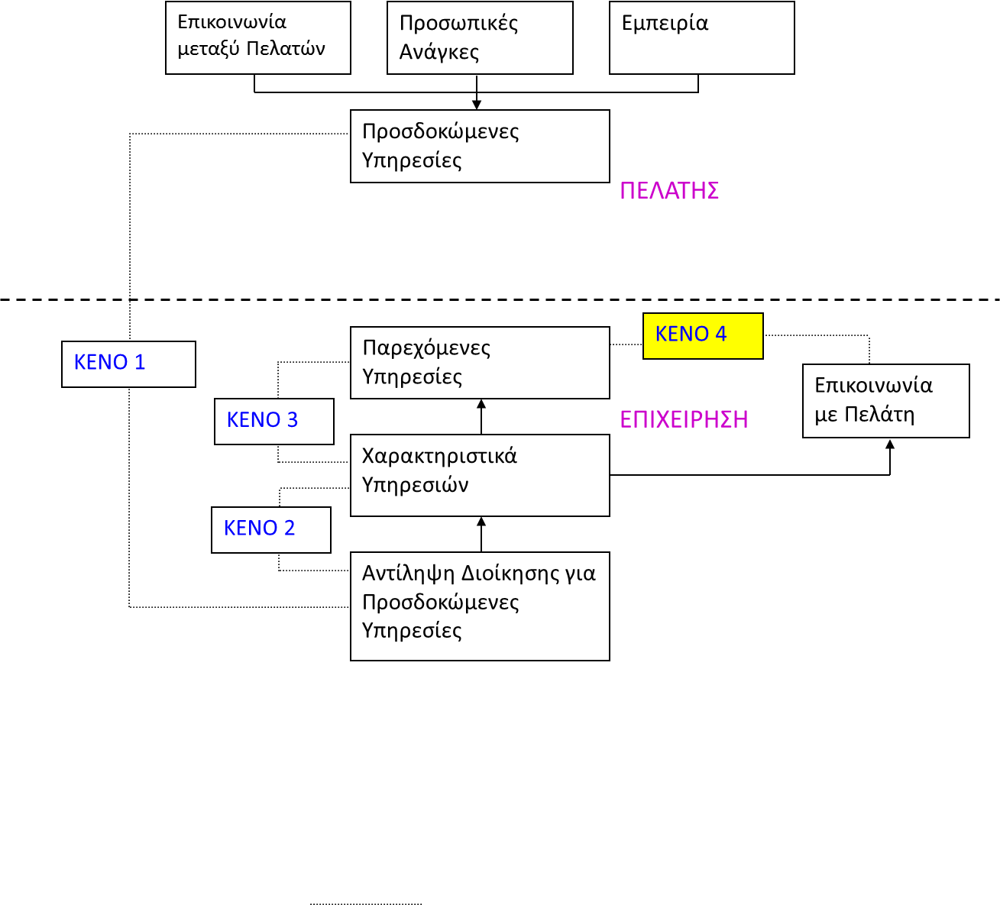 Επικοινωνία
μεταξύ Πελατών
Προσωπικές
Ανάγκες
Εμπειρία
Προσδοκώμενες
Υπηρεσίες
ΠΕΛΑΤΗΣ
ΚΕΝΟ 1
Παρεχόμενες
Υπηρεσίες
ΚΕΝΟ 4
Επικοινωνία
με Πελάτη
ΚΕΝΟ 3
ΕΠΙΧΕΙΡΗΣΗ
Χαρακτηριστικά
Υπηρεσιών
ΚΕΝΟ 2
Αντίληψη Διοίκησης για
Προσδοκώμενες
Υπηρεσίες